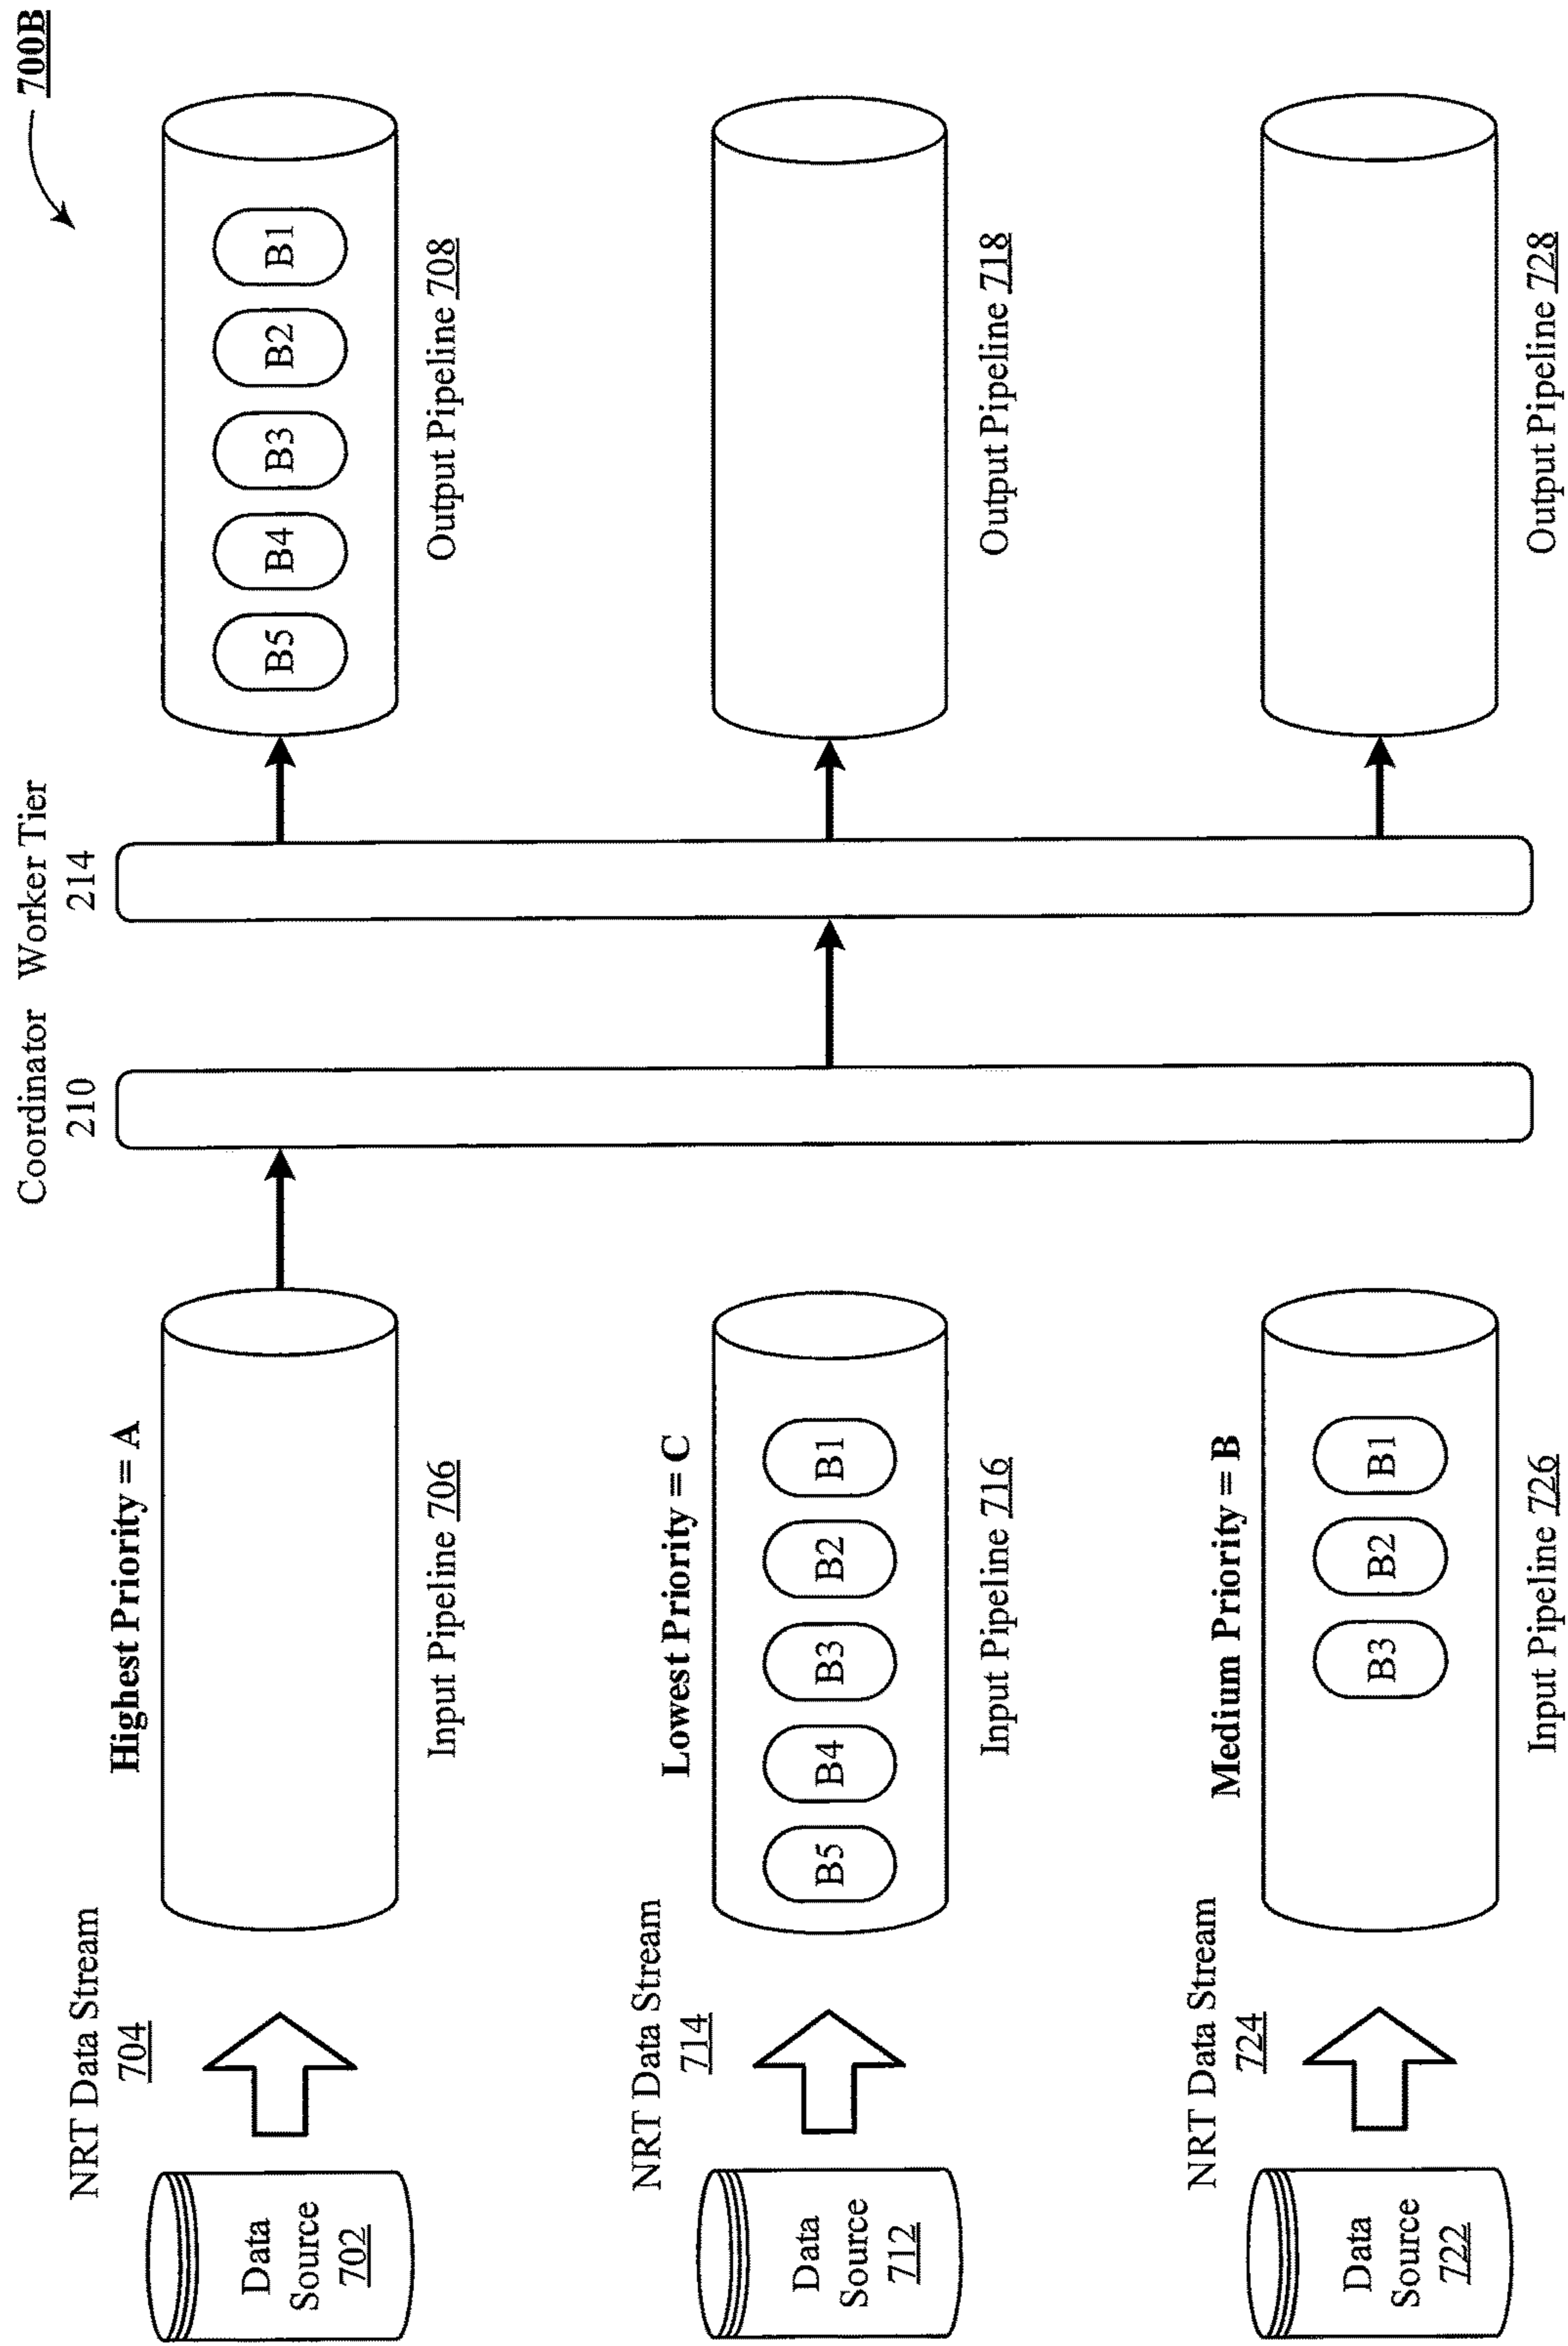 700B
Coordinator
210
Worker Tier
214
NRT Data Stream
704
Highest Priority = A
Data
Source
702
Input Pipeline 706
B5
B4
B3
B2
B1
Output Pipeline 708
NRT Data Stream
714
Lowest Priority = C
Data
Source
712
B5
B4
B3
B2
B1
Input Pipeline 716
Output Pipeline 718
NRT Data Stream
724
Medium Priority = B
Data
Source
722
B3
B2
B1
Input Pipeline 726
Output Pipeline 728